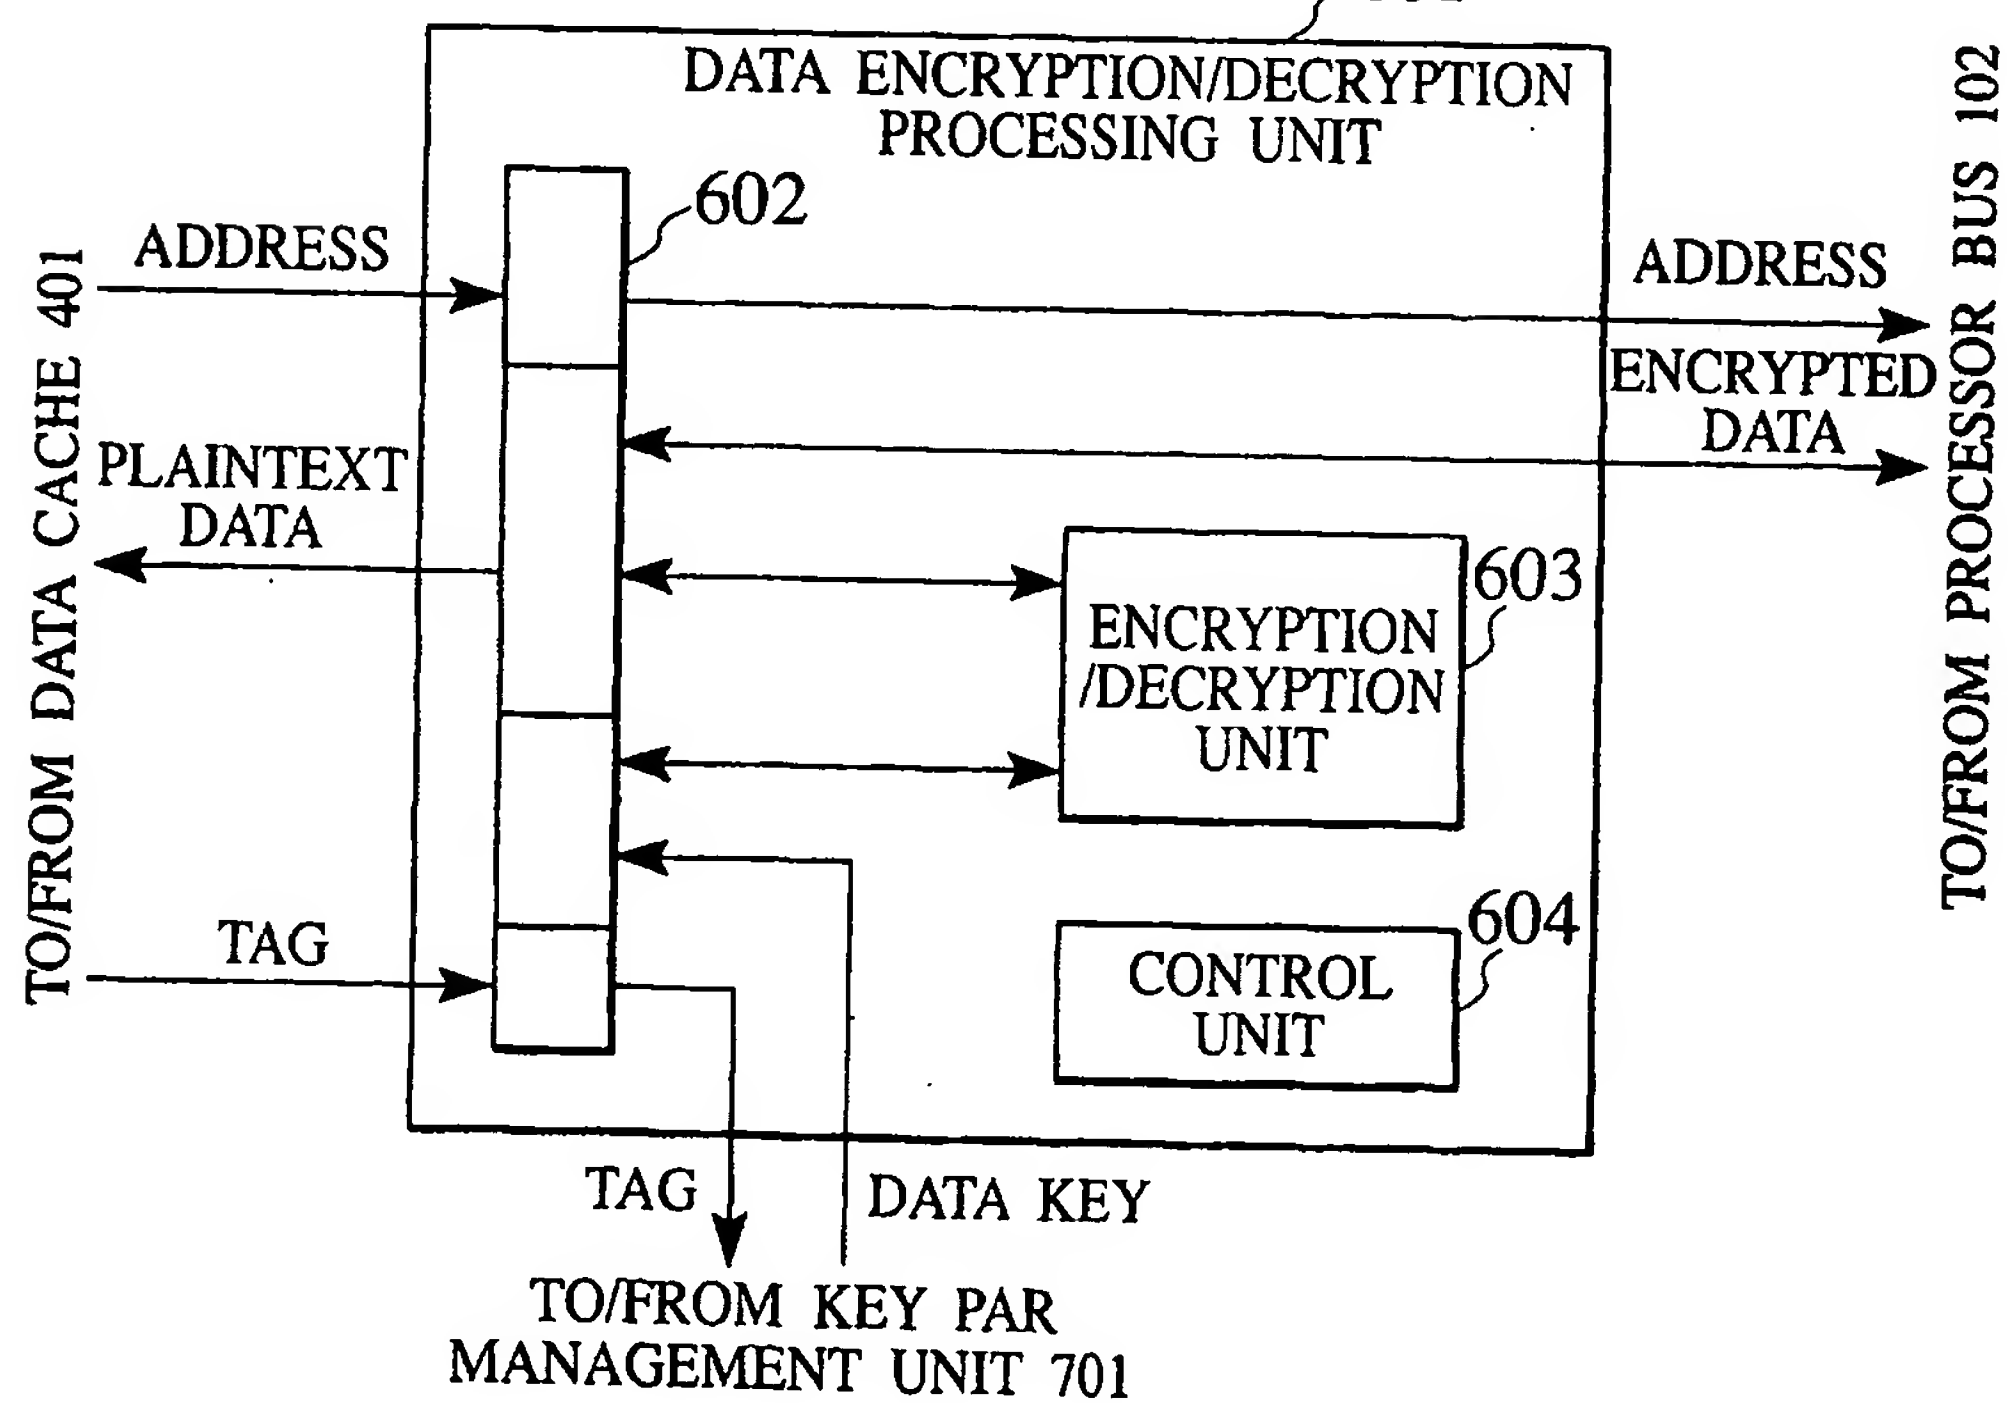 DATA ENCRYPTION/DECRYPTION
PROCESSING UNIT
602
ADDRESS
ADDRESS
ENCRYPTED
DATA
PLAINTEXT
DATA
603
ENCRYPTION
/DECRYPTION
UNIT
604
CONTROL
UNIT
TAG
TAG
DATA KEY
TO/FROM KEY PAR
MANAGEMENT UNIT 701
TO/FROM DATA CACHE 401
TO/FROM PROCESSOR BUS 102